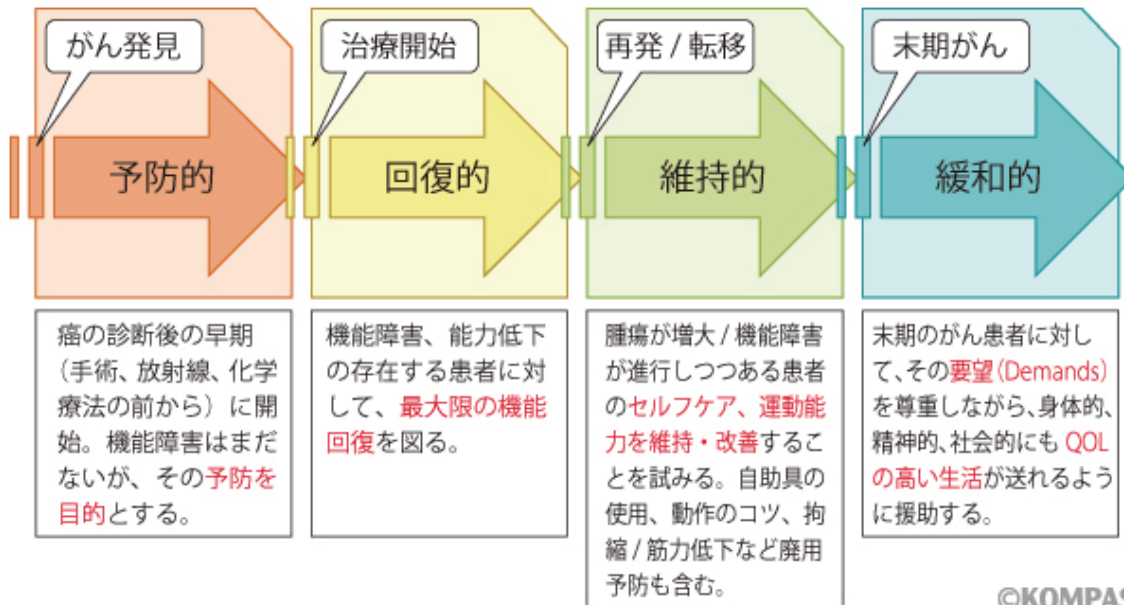 がん発見
治療開始
再発 / 転移
末期がん
予防的
回復的
維持的
緩和的
癌の診断後の早期
（手術、放射線、化学
療法の前から）に開
始。機能障害はまだ
ないが、その予防を
目的とする。
機能障害、能力低下
の存在する患者に対
して、最大限の機能
回復を図る。
腫瘍が増大 / 機能障害
が進行しつつある患者
のセルフケア、運動能
力を維持・改善するこ
とを試みる。自助具の
使用、動作のコツ、拘
縮 / 筋力低下など廃用
予防も含む。
末期のがん患者に対し
て、その要望（Demands）
を尊重しながら、身体的、
精神的、社会的にも QOL
の高い生活が送れるよう
に援助する。
©KOMPAS